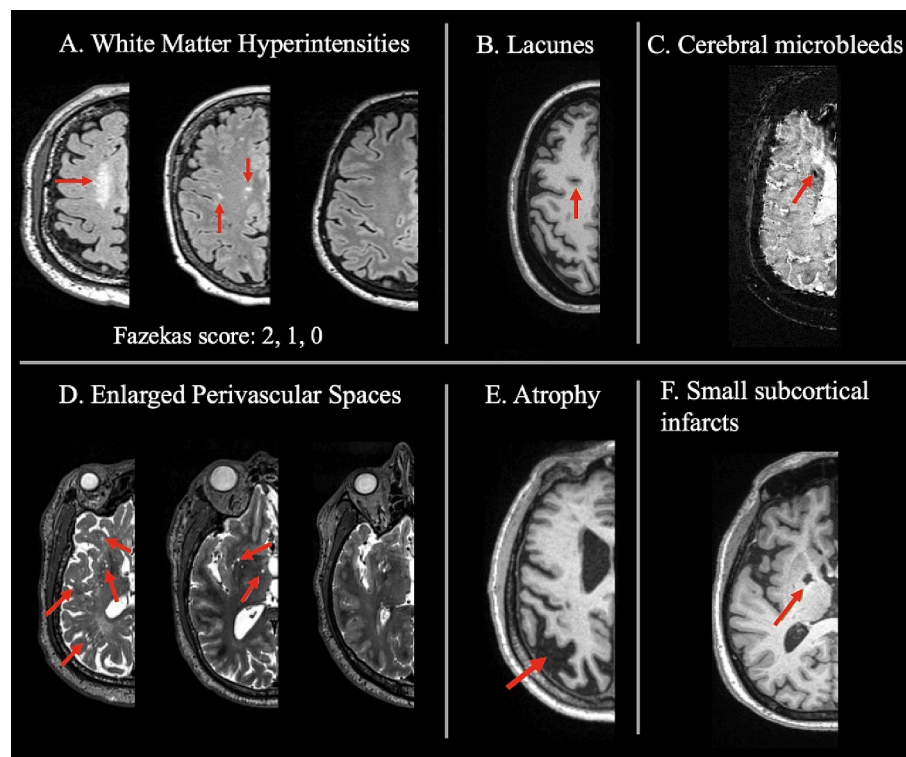 A. White Matter Hyperintensities
B. Lacunes
C. Cerebral microbleeds
Fazekas score: 2, 1, 0
D. Enlarged Perivascular Spaces
E. Atrophy
F. Small subcortical
infarcts